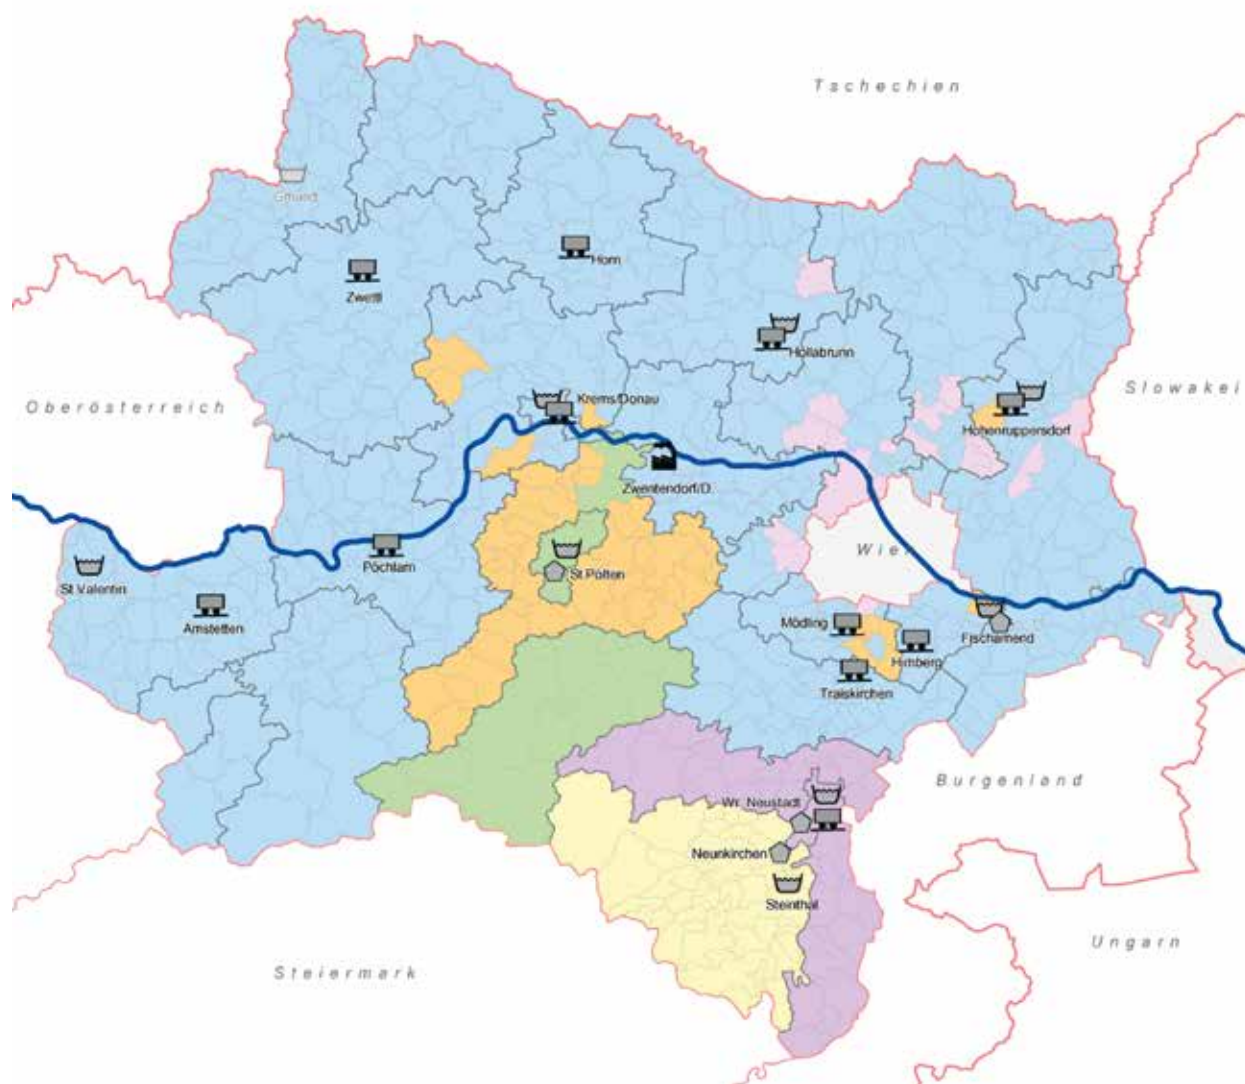 Tschechien
Gmünd
Horn
Zwettl
Hollabrunn
Slowakei
Krems/Donau
Oberösterreich
Hohenruppersdorf
Zwentendorf/D.
Wien
Pöchlarn
St.Pölten
St.Valentin
Amstetten
Mödling
Fischamend
Himberg
Traiskirchen
Burgenland
Wr. Neustadt
Neunkirchen
Steinthal
Ungarn
Steiermark